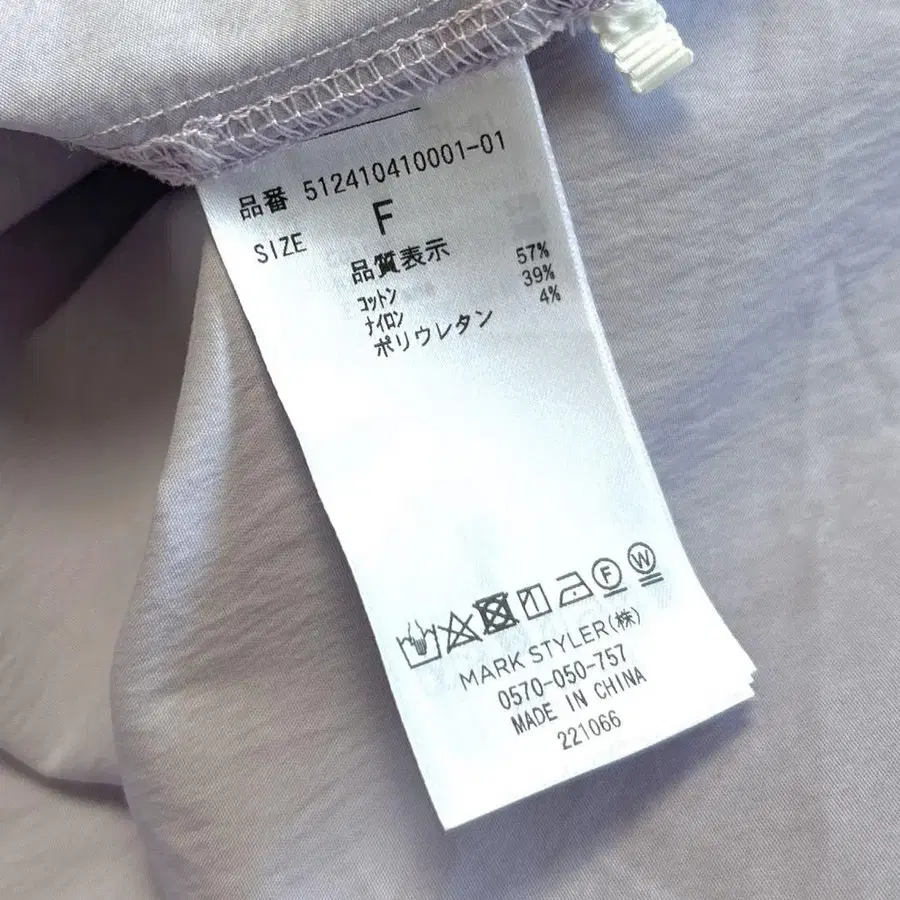 品番 512410410001-01
SIZE F
品質表示
コットン 57%
ナイロン 39%
ポリウレタン 4%
F W
MARK STYLER(株)
0570-050-757
MADE IN CHINA
221066